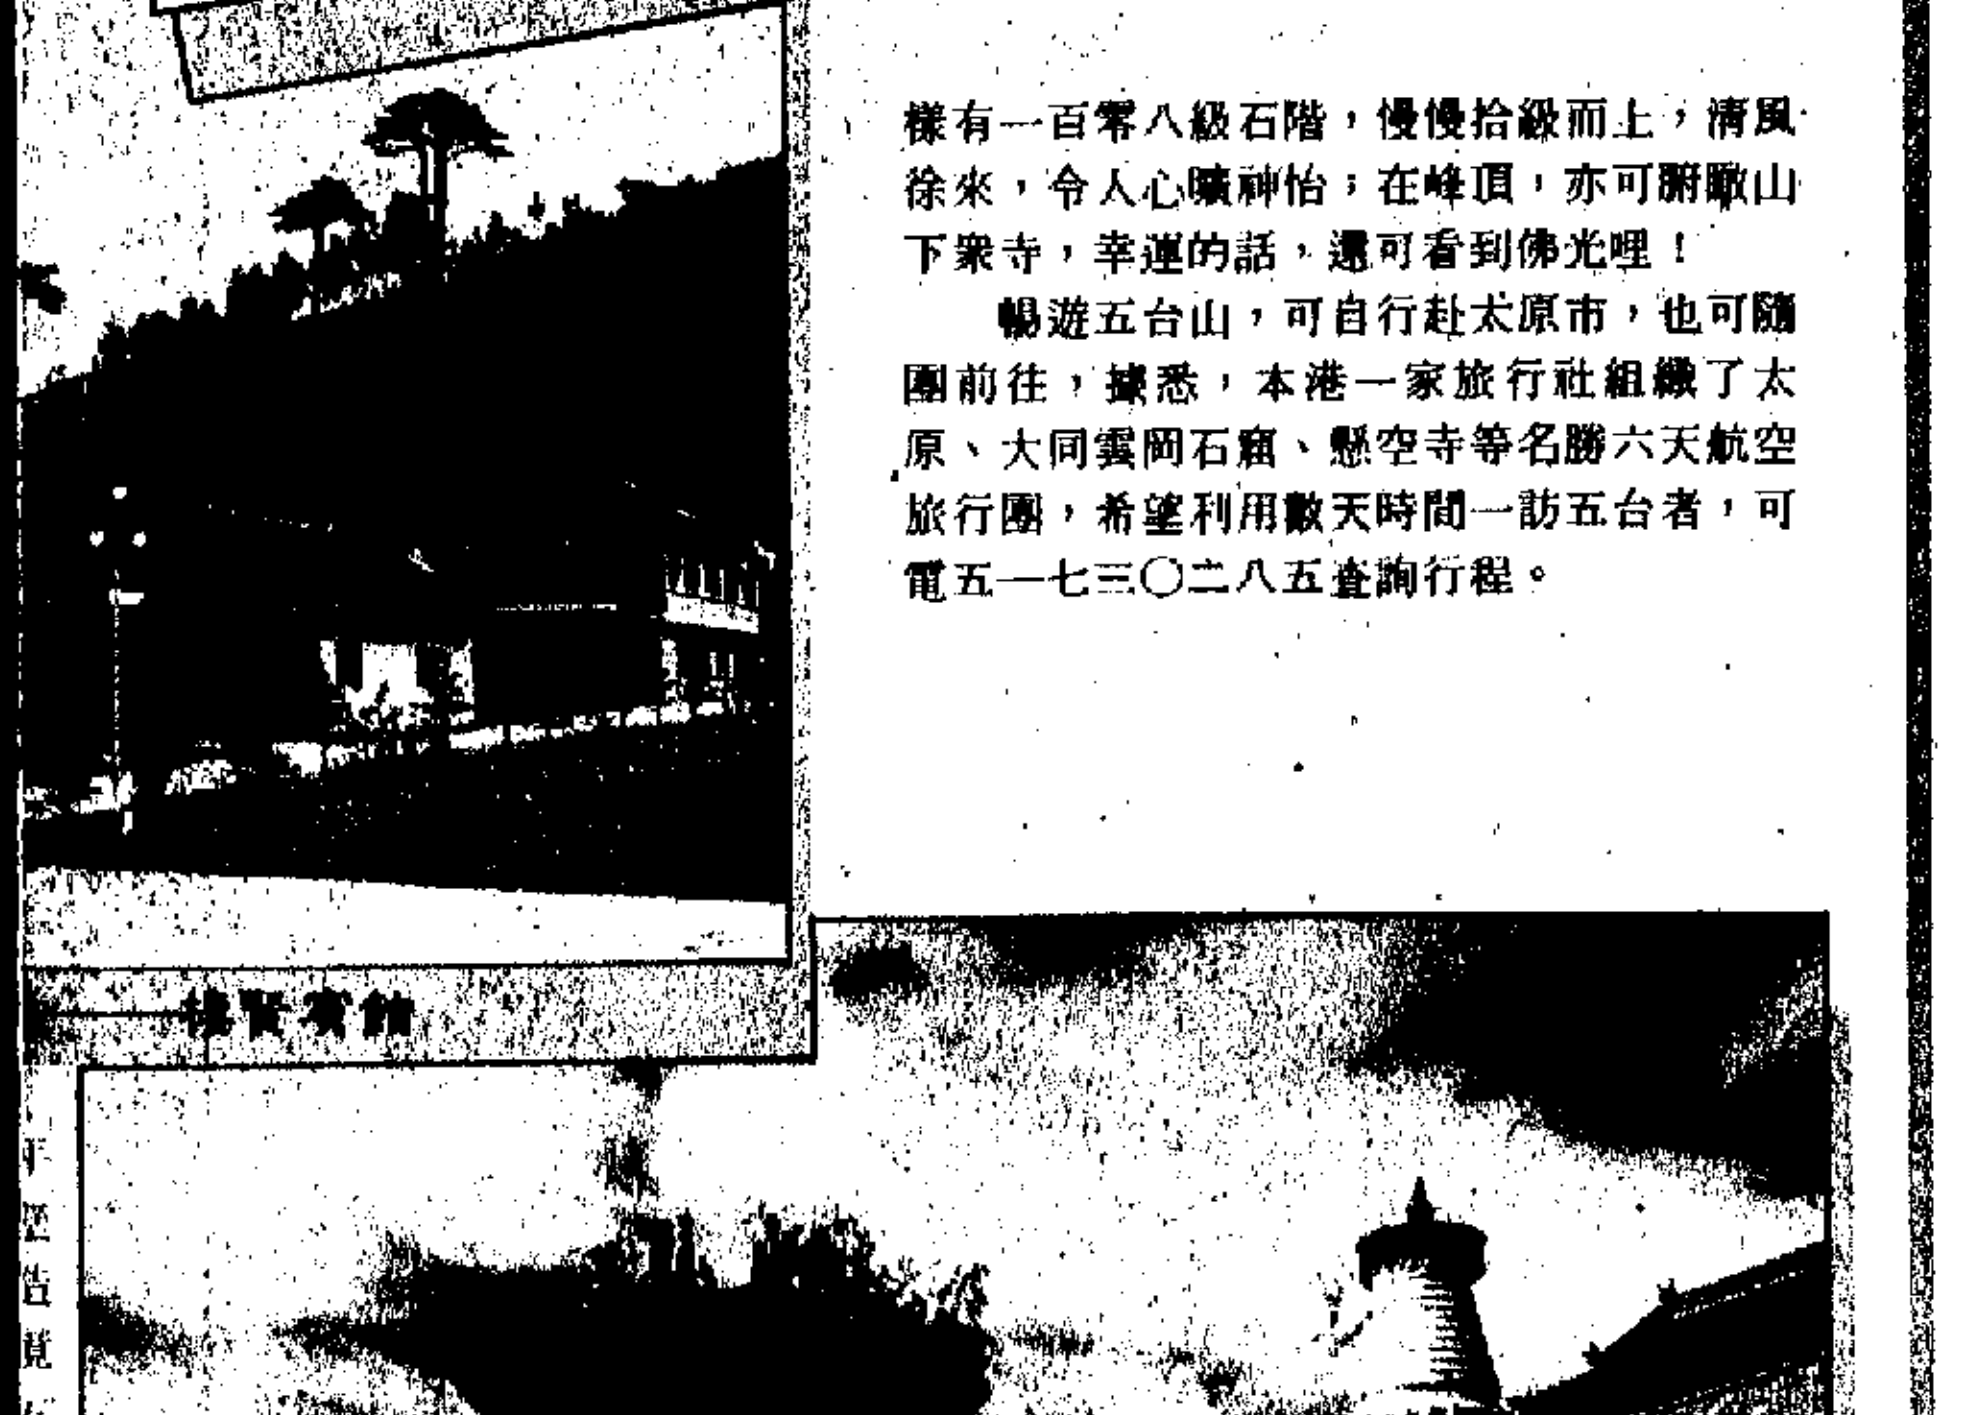 樣有一百零八級石階，慢慢拾級而上，清風
徐來，令人心曠神怡；在峰頂，亦可腑瞰山
下衆寺，幸運的話，還可看到佛光哩！
暢遊五台山，可自行赴太原市，也可隨
團前往，據悉，本港一家旅行社組織了太
原、大同雲岡石窟、懸空寺等名勝六天航空
旅行團，希望利用數天時間一訪五台者，可
電五—七三〇二八五查詢行程。
棲賢賓館